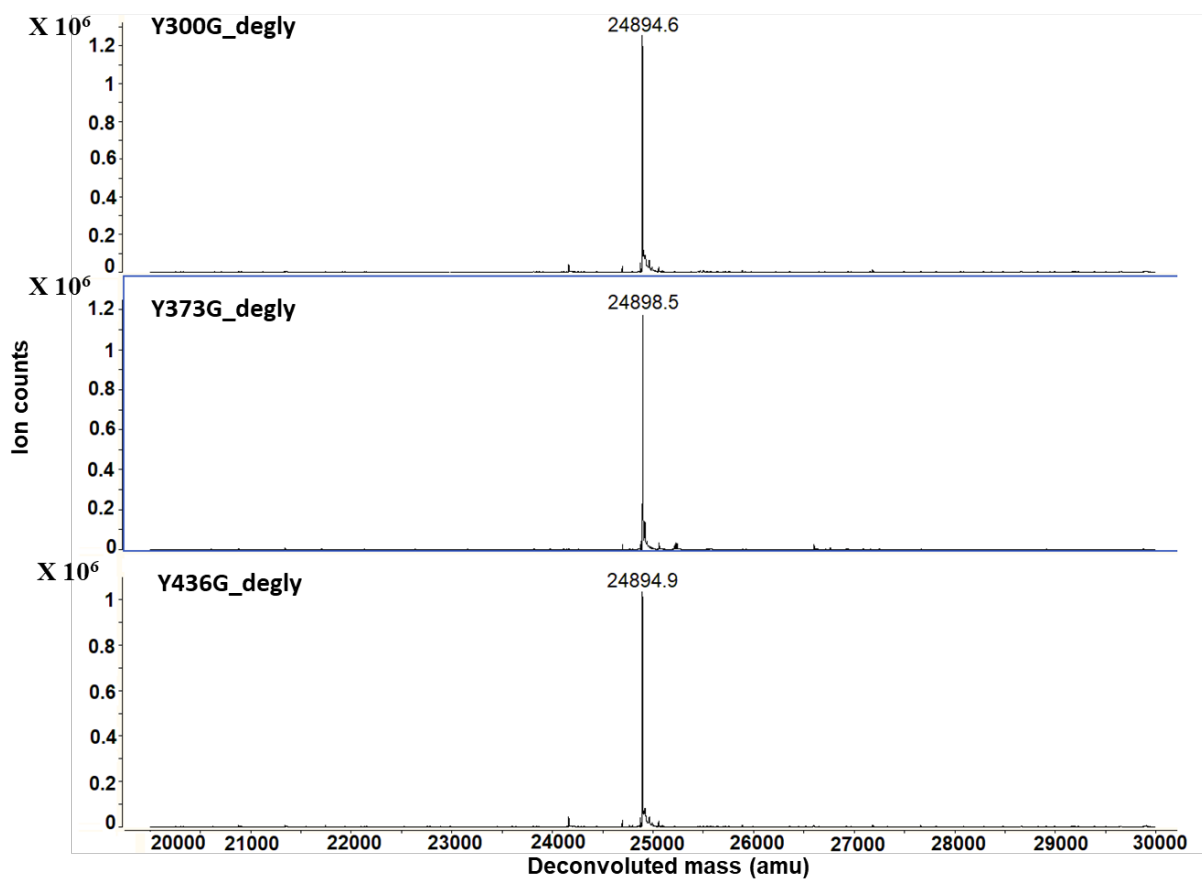 X 10⁶
Y300G_degly
24894.6
1.2
1
0.8
0.6
0.4
0.2
0
X 10⁶
Y373G_degly
24898.5
1.2
1
0.8
0.6
0.4
0.2
0
Ion counts
X 10⁶
Y436G_degly
24894.9
1
0.8
0.6
0.4
0.2
0
20000 21000 22000 23000 24000 25000 26000 27000 28000 29000 30000
Deconvoluted mass (amu)